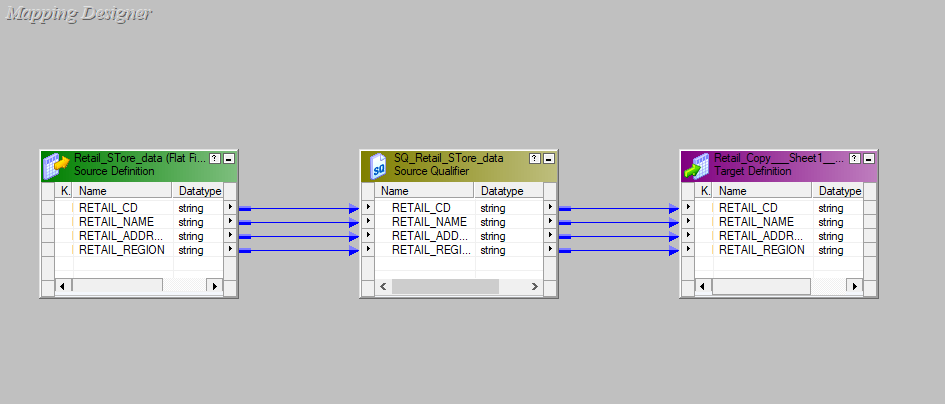 Mapping Designer
Retail_STore_data (Flat Fi...
Source Definition
K. Name Datatype
RETAIL_CD string
RETAIL_NAME string
RETAIL_ADDR... string
RETAIL_REGION string
SQ_Retail_STore_data
Source Qualifier
SQ
Name Datatype
RETAIL_CD string
RETAIL_NAME string
RETAIL_ADD... string
RETAIL_REGI... string
Retail_Copy___Sheet1__...
Target Definition
K. Name Datatype
RETAIL_CD string
RETAIL_NAME string
RETAIL_ADDR... string
RETAIL_REGION string